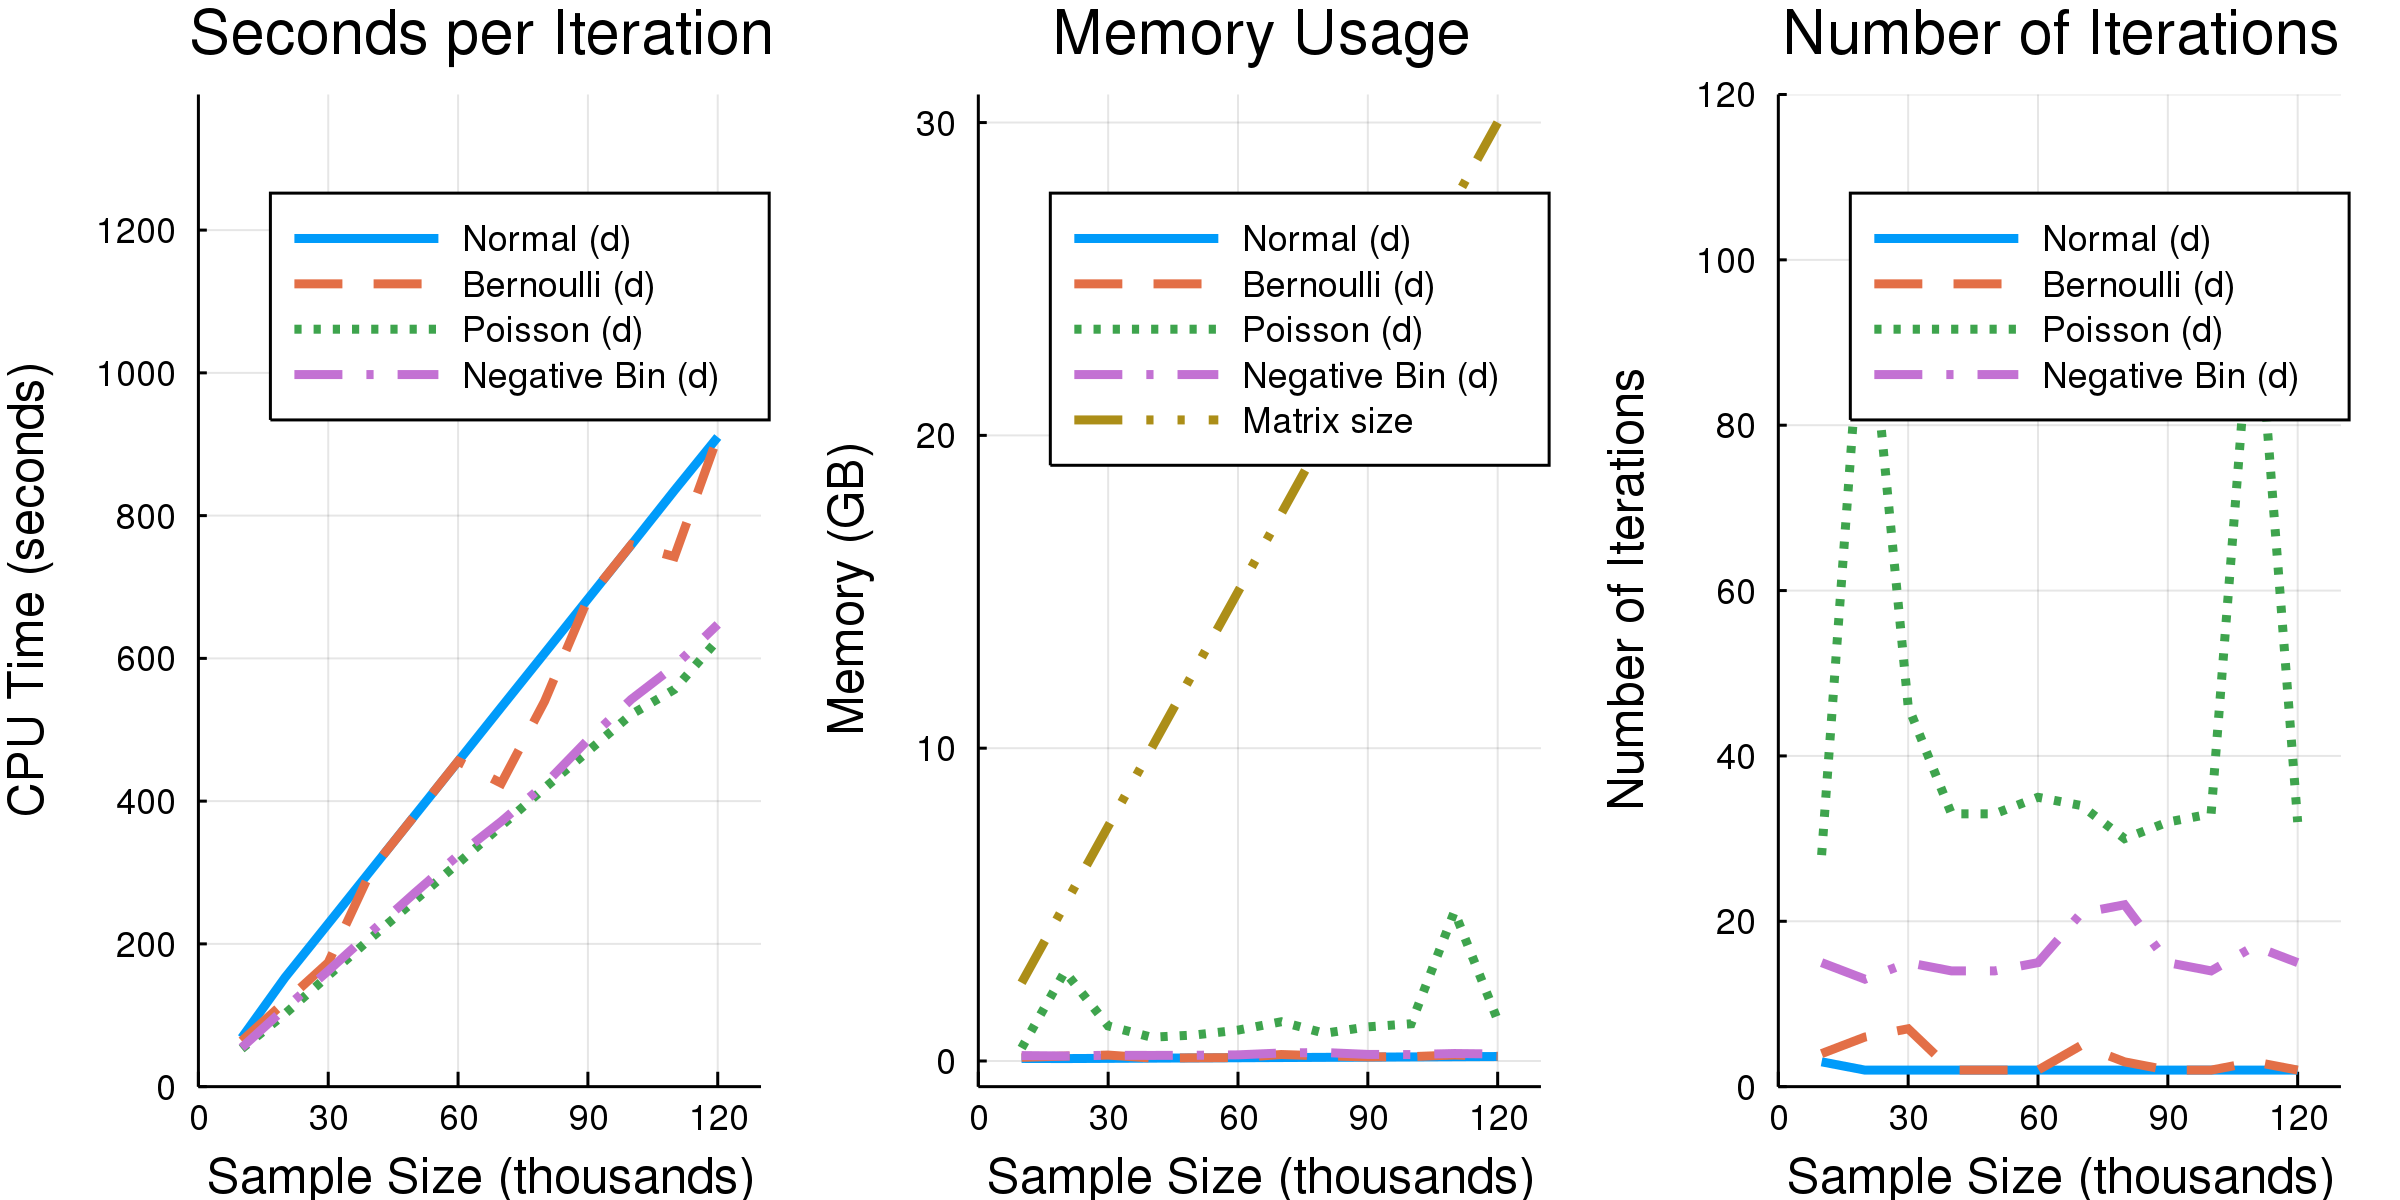 Seconds per Iteration
CPU Time (seconds)
1200
1000
800
600
400
200
0
Normal (d)
Bernoulli (d)
Poisson (d)
Negative Bin (d)
0 30 60 90 120
Sample Size (thousands)
Memory Usage
Memory (GB)
30
20
10
0
Normal (d)
Bernoulli (d)
Poisson (d)
Negative Bin (d)
Matrix size
0 30 60 90 120
Sample Size (thousands)
Number of Iterations
Number of Iterations
120
100
80
60
40
20
0
Normal (d)
Bernoulli (d)
Poisson (d)
Negative Bin (d)
0 30 60 90 120
Sample Size (thousands)